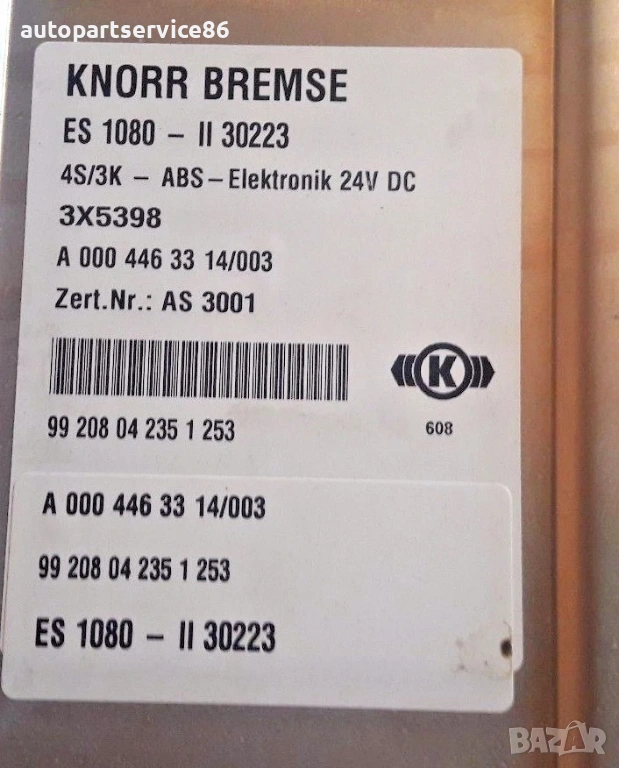 autopartservice86
KNORR BREMSE
ES 1080 - II 30223
4S/3K - ABS-Elektronik 24V DC
3X5398
A 000 446 33 14/003
Zert.Nr.: AS 3001
K
99 208 04 235 1 253
608
A 000 446 33 14/003
99 208 04 235 1 253
ES 1080 - II 30223
BAZAR